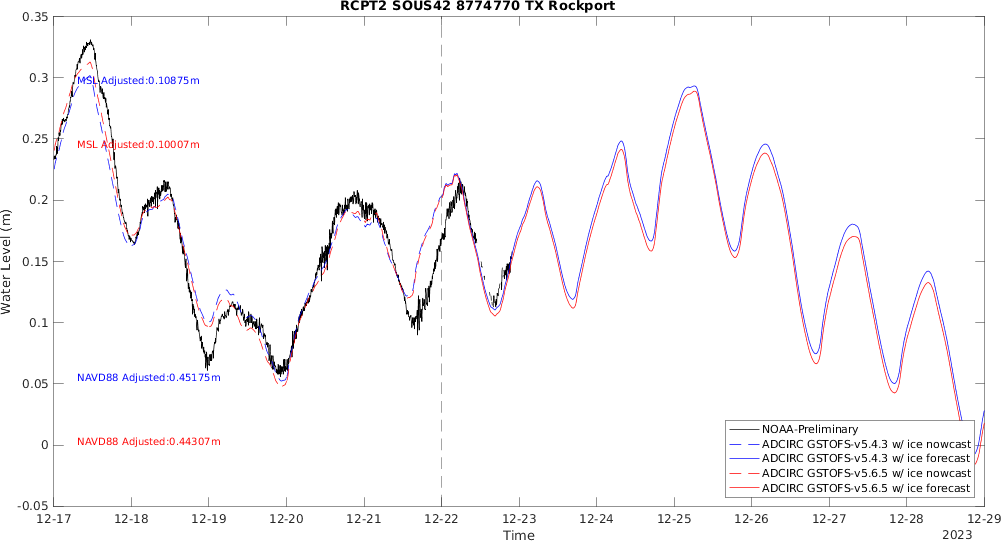 RCPT2 SOUS42 8774770 TX Rockport
0.35
0.3
0.25
0.2
0.15
0.1
0.05
0
-0.05
Water Level (m)
MSL Adjusted:0.10875m
MSL Adjusted:0.10007m
NAVD88 Adjusted:0.45175m
NAVD88 Adjusted:0.44307m
NOAA-Preliminary
ADCIRC GSTOFS-v5.4.3 w/ ice nowcast
ADCIRC GSTOFS-v5.4.3 w/ ice forecast
ADCIRC GSTOFS-v5.6.5 w/ ice nowcast
ADCIRC GSTOFS-v5.6.5 w/ ice forecast
12-17 12-18 12-19 12-20 12-21 12-22 12-23 12-24 12-25 12-26 12-27 12-28 12-29
Time
2023